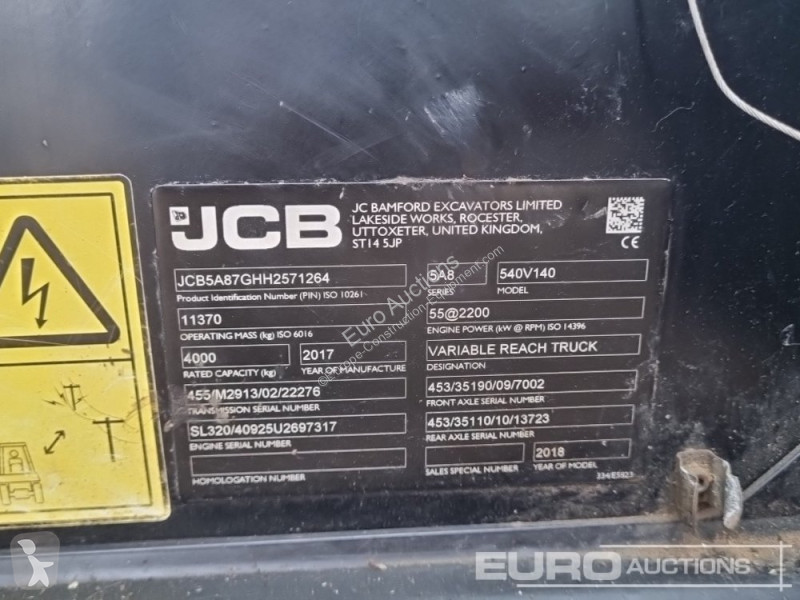 JCB
JC BAMFORD EXCAVATORS LIMITED
LAKESIDE WORKS, ROCESTER,
UTTOXETER, UNITED KINGDOM,
ST14 5JP
CE
JCB5A87GHH2571264
Product Identification Number (PIN) ISO 10261
5A8
SERIES
540V140
MODEL
11370
OPERATING MASS (kg) ISO 6016
55@2200
ENGINE POWER (kW @ RPM) ISO 14396
4000
RATED CAPACITY (kg)
2017
YEAR OF MANUFACTURE
VARIABLE REACH TRUCK
DESIGNATION
455/M2913/02/22276
TRANSMISSION SERIAL NUMBER
453/35190/09/7002
FRONT AXLE SERIAL NUMBER
SL320/40925U2697317
ENGINE SERIAL NUMBER
453/35110/10/13723
REAR AXLE SERIAL NUMBER
HOMOLOGATION NUMBER
SALES SPECIAL NUMBER
2018
YEAR OF MODEL
Euro Auctions
©Europe-Construction-Equipment.com
EURO AUCTIONS